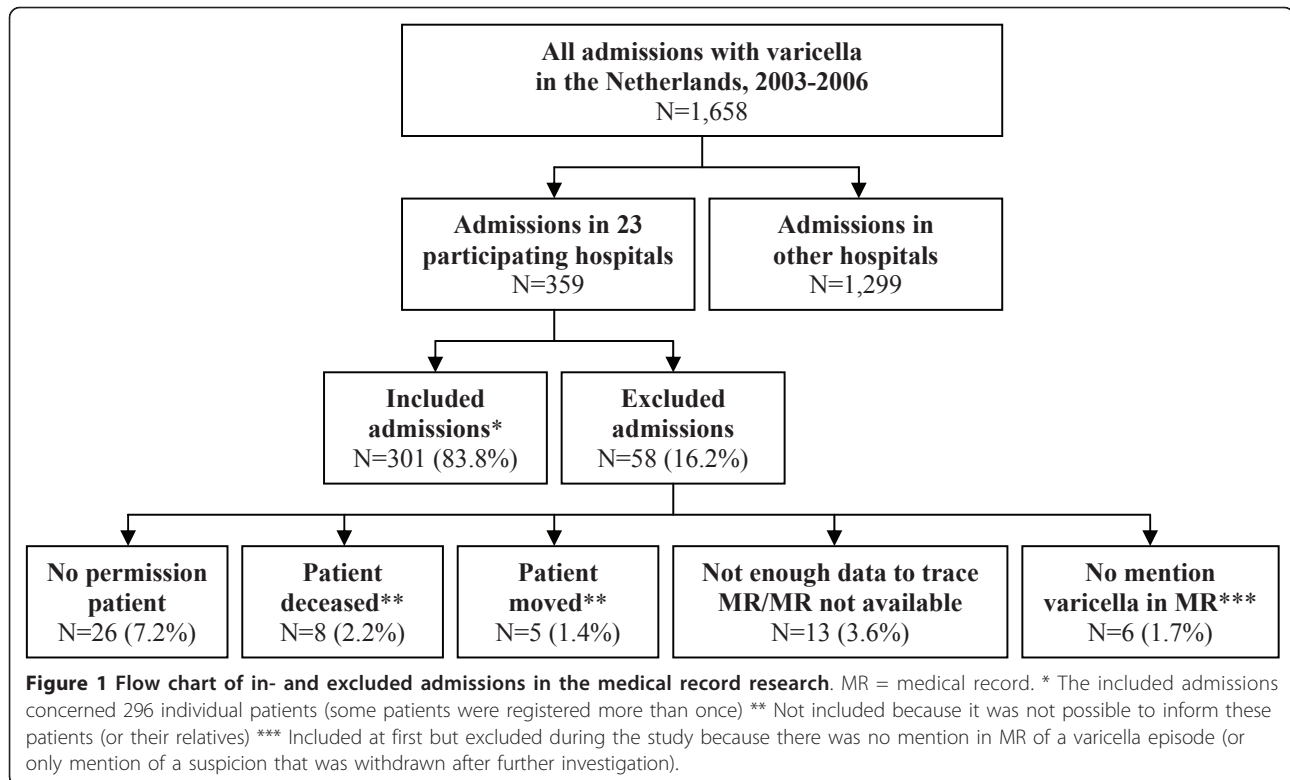 All admissions with varicella
in the Netherlands, 2003-2006
N=1,658
Admissions in 23
participating hospitals
N=359
Admissions in
other hospitals
N=1,299
Included
admissions*
N=301 (83.8%)
Excluded
admissions
N=58 (16.2%)
No permission
patient
N=26 (7.2%)
Patient
deceased**
N=8 (2.2%)
Patient
moved**
N=5 (1.4%)
Not enough data to trace
MR/MR not available
N=13 (3.6%)
No mention
varicella in MR***
N=6 (1.7%)
Figure 1 Flow chart of in- and excluded admissions in the medical record research. MR = medical record. * The included admissions
concerned 296 individual patients (some patients were registered more than once) ** Not included because it was not possible to inform these
patients (or their relatives) *** Included at first but excluded during the study because there was no mention in MR of a varicella episode (or
only mention of a suspicion that was withdrawn after further investigation).